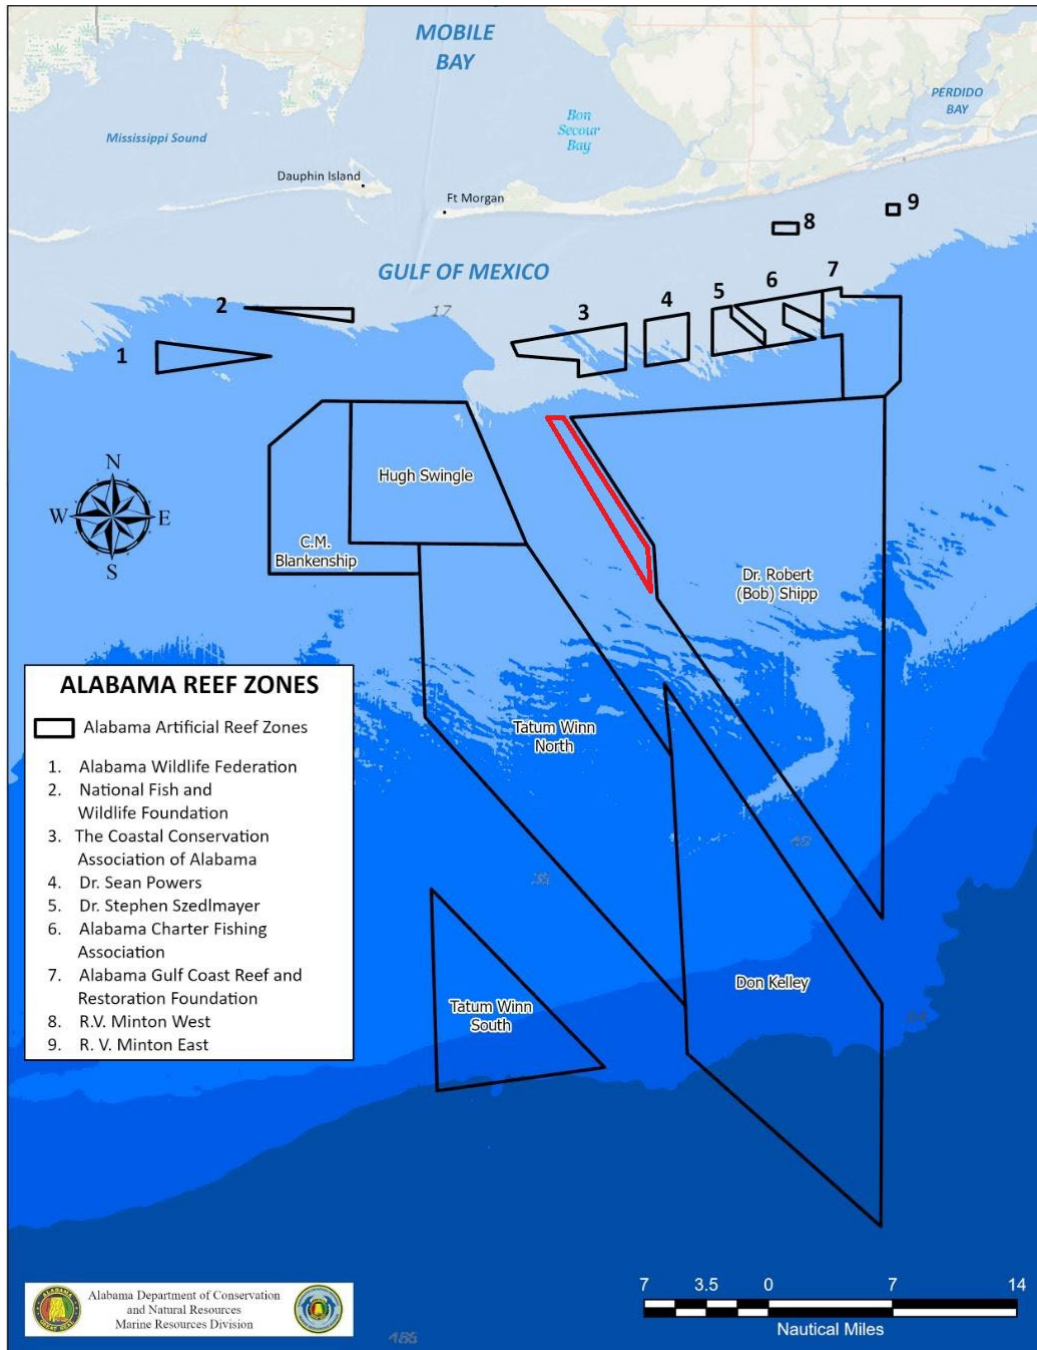 MOBILE
BAY
PERDIDO
BAY
Bon
Secour
Bay
Mississippi Sound
Dauphin Island
Ft Morgan
9
8
GULF OF MEXICO
7
6
5
4
3
2
17
1
N
W E
S
Hugh Swingle
C.M.
Blankenship
Dr. Robert
(Bob) Shipp
Tatum Winn
North
Don Kelley
Tatum Winn
South
ALABAMA REEF ZONES
Alabama Artificial Reef Zones
1. Alabama Wildlife Federation
2. National Fish and
Wildlife Foundation
3. The Coastal Conservation
Association of Alabama
4. Dr. Sean Powers
5. Dr. Stephen Szedlmayer
6. Alabama Charter Fishing
Association
7. Alabama Gulf Coast Reef and
Restoration Foundation
8. R.V. Minton West
9. R. V. Minton East
Alabama Department of Conservation
and Natural Resources
Marine Resources Division
7 3.5 0 7 14
Nautical Miles